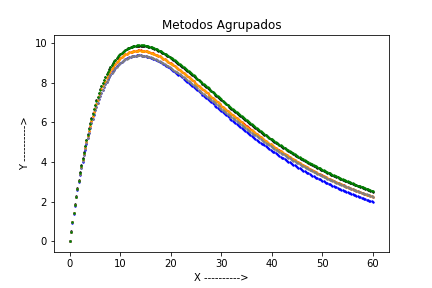 Metodos Agrupados
10
8
6
4
2
0
Y ---------->
0 10 20 30 40 50 60
X ---------->